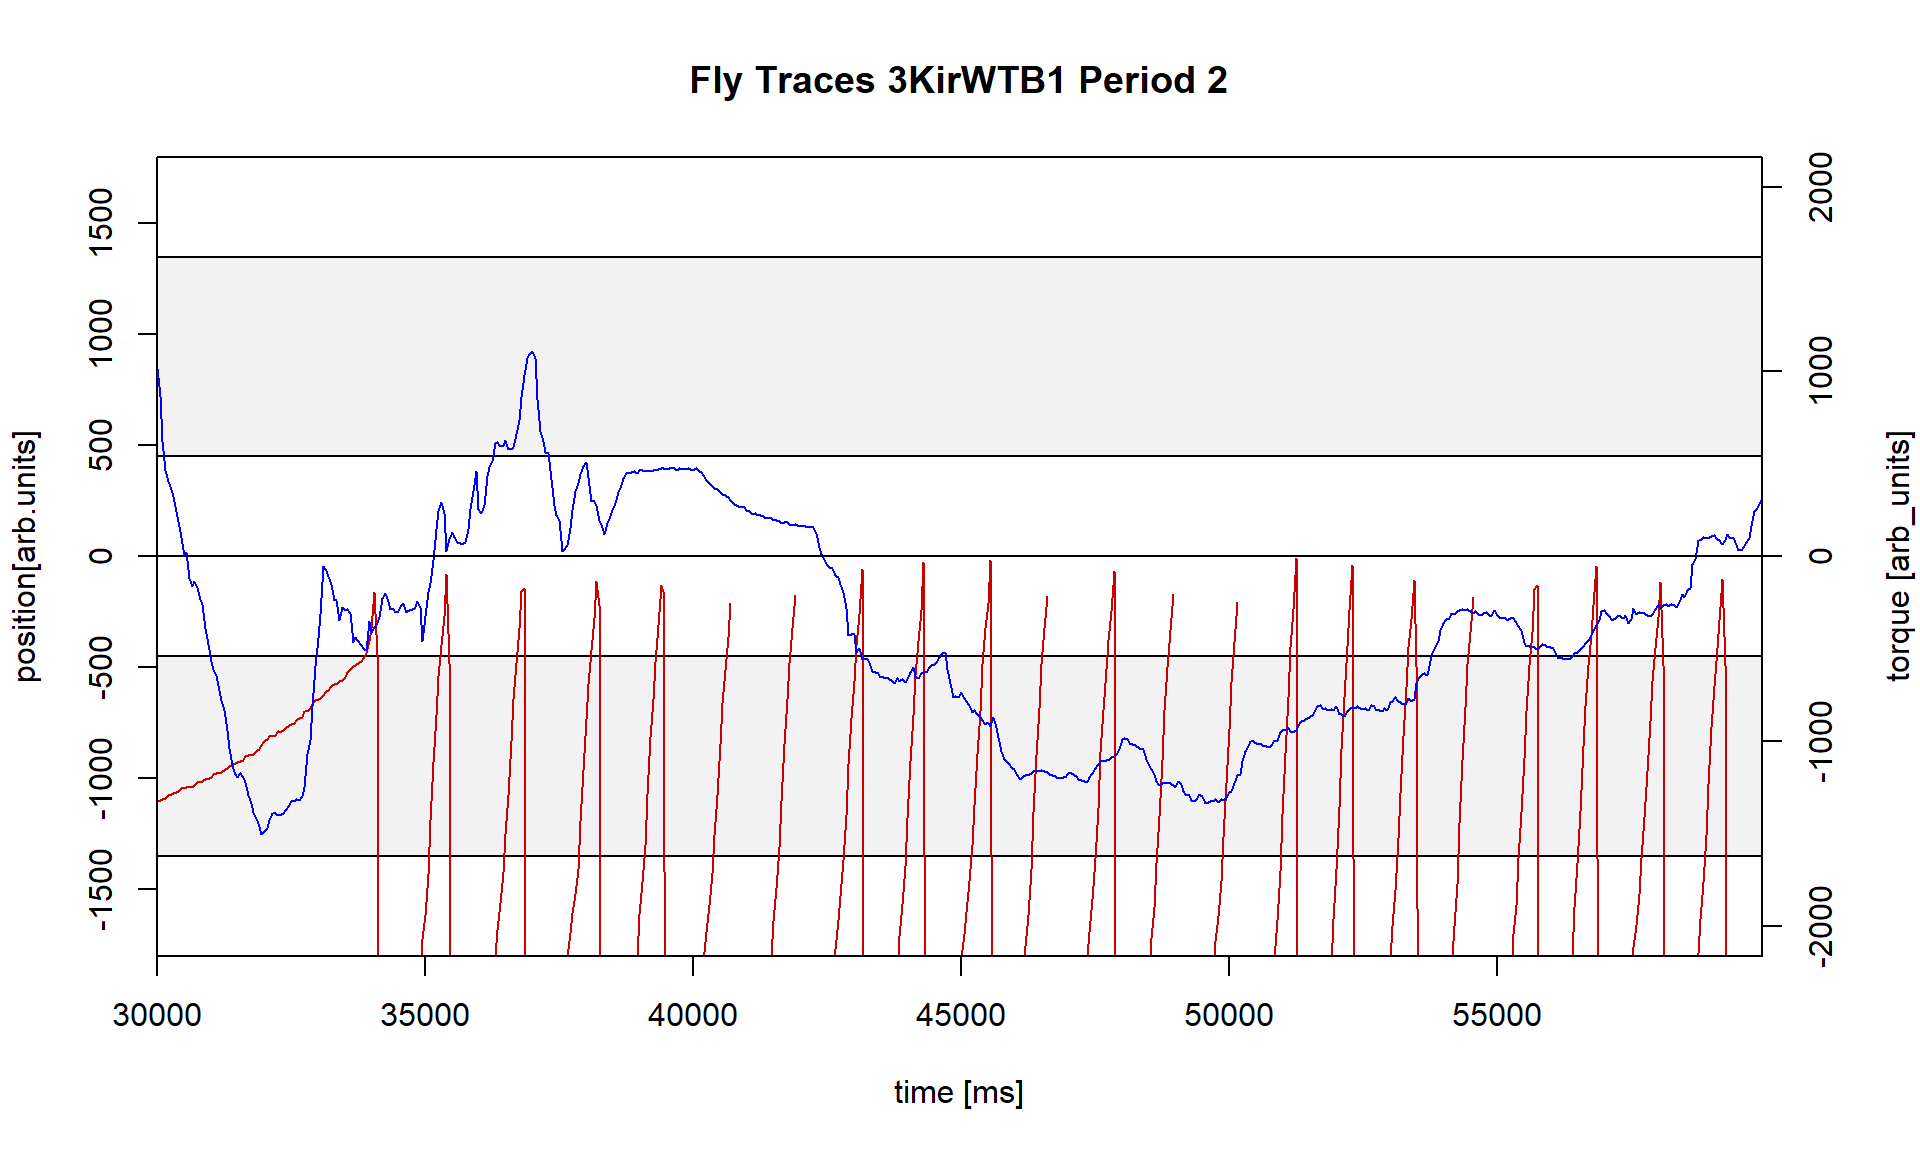 Fly Traces 3KirWTB1 Period 2
position[arb.units]
1500
1000
500
0
-500
-1000
-1500
2000
1000
0
-1000
-2000
torque [arb_units]
30000 35000 40000 45000 50000 55000
time [ms]